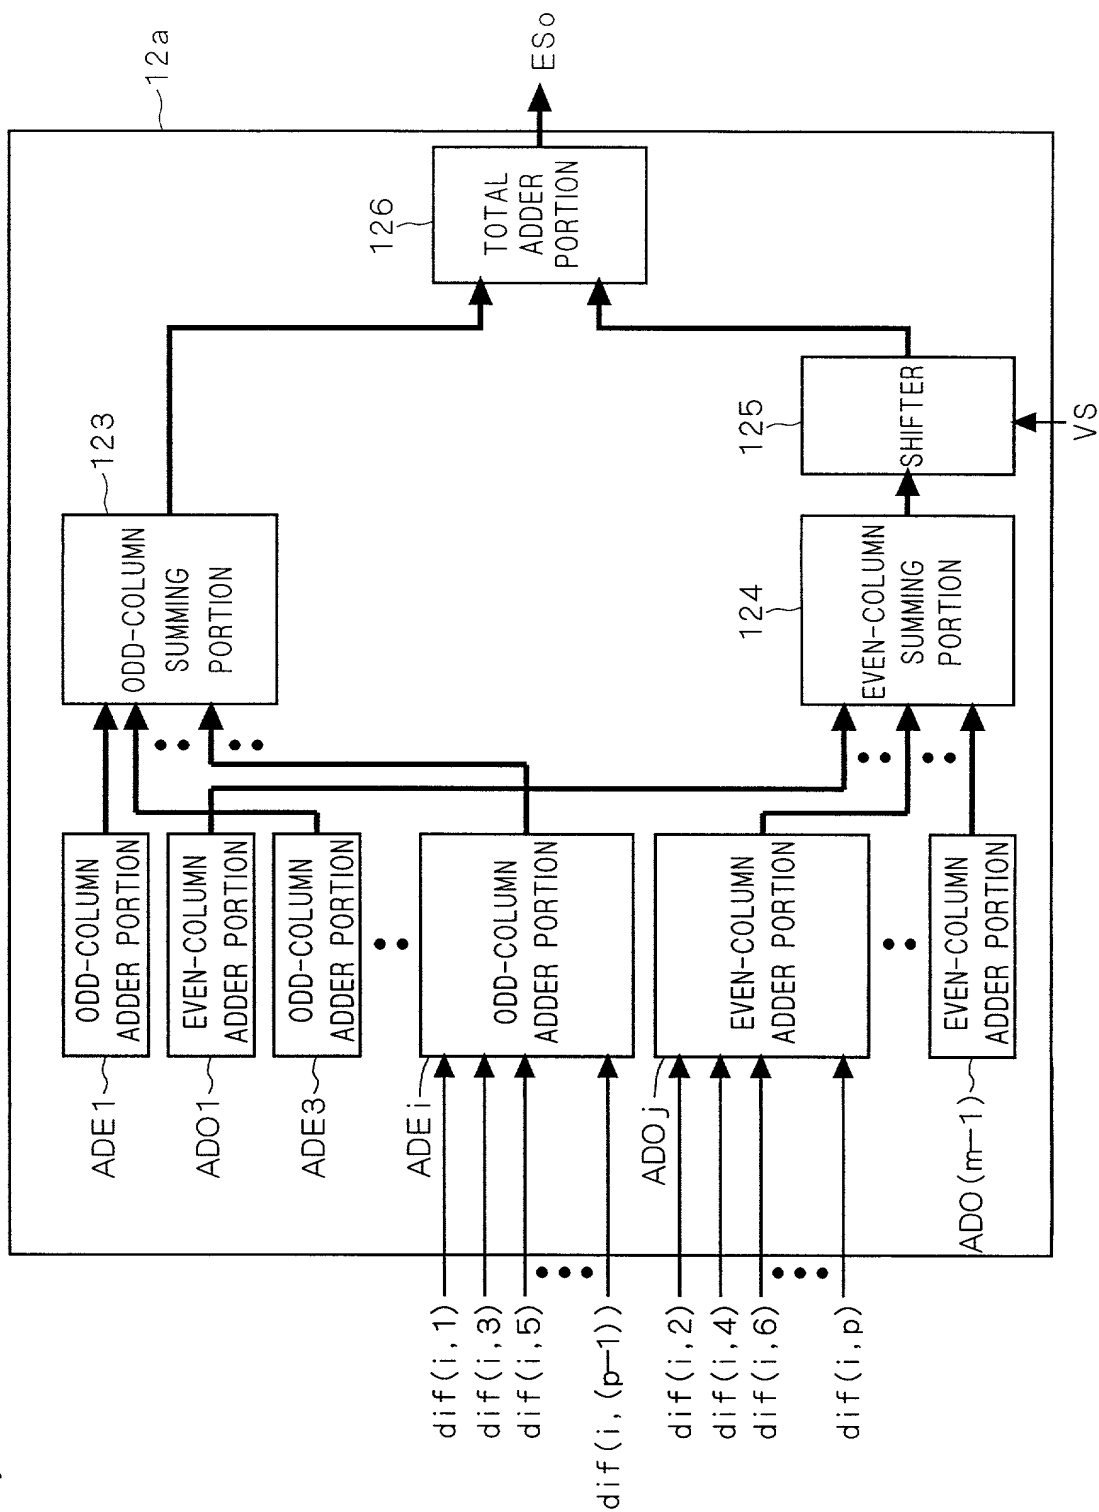 12a
ESo
126
TOTAL
ADDER
PORTION
123
ODD-COLUMN
SUMMING
PORTION
125
SHIFTER
VS
124
EVEN-COLUMN
SUMMING
PORTION
ODD-COLUMN
ADDER PORTION
EVEN-COLUMN
ADDER PORTION
ODD-COLUMN
ADDER PORTION
ODD-COLUMN
ADDER PORTION
EVEN-COLUMN
ADDER PORTION
EVEN-COLUMN
ADDER PORTION
ADE1
ADO1
ADE3
ADEi
ADOj
ADO(m-1)
dif(i,1)
dif(i,3)
dif(i,5)
dif(i,(p-1))
dif(i,2)
dif(i,4)
dif(i,6)
dif(i,p)